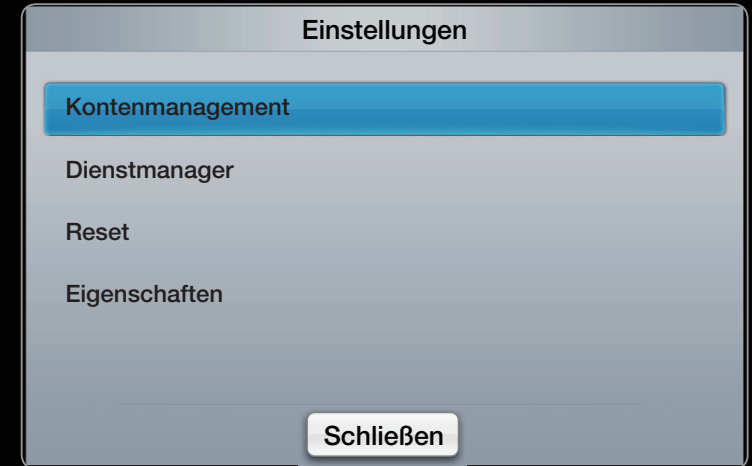 Einstellungen
Kontenmanagement
Dienstmanager
Reset
Eigenschaften
Schließen